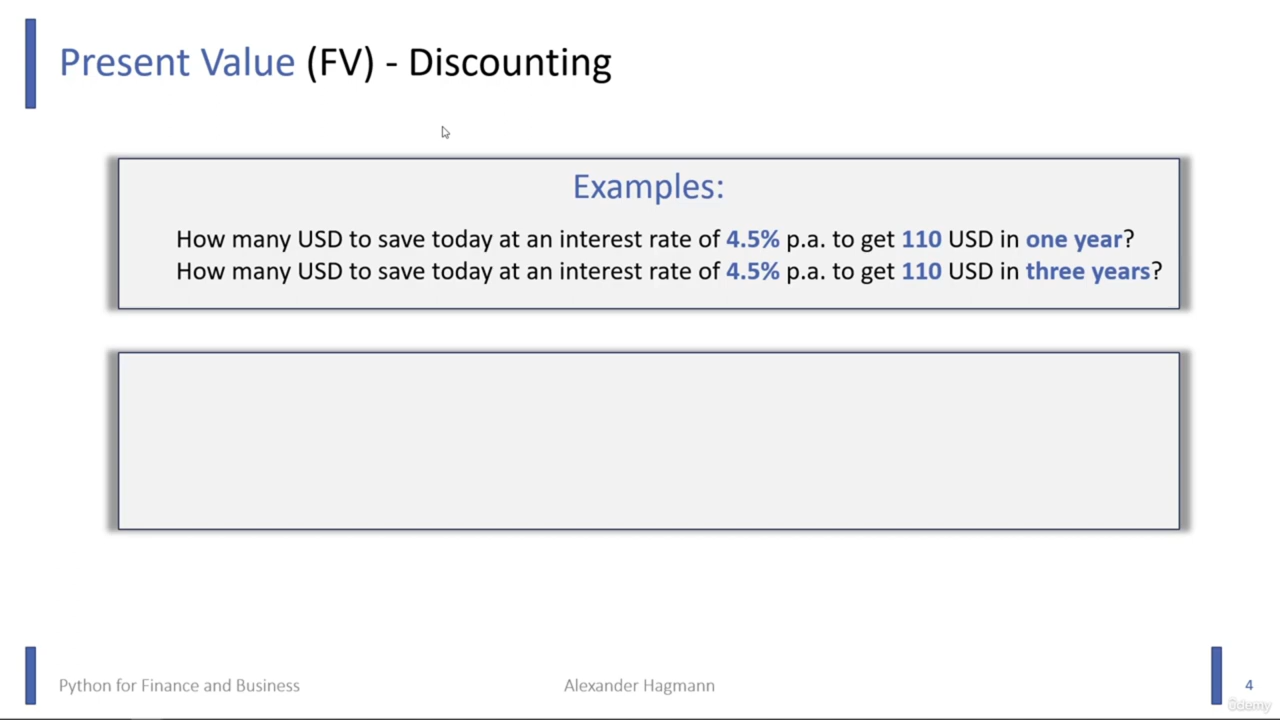 Present Value (FV) - Discounting
Examples:
How many USD to save today at an interest rate of 4.5% p.a. to get 110 USD in one year?
How many USD to save today at an interest rate of 4.5% p.a. to get 110 USD in three years?
Python for Finance and Business
Alexander Hagmann
4
ûdemy